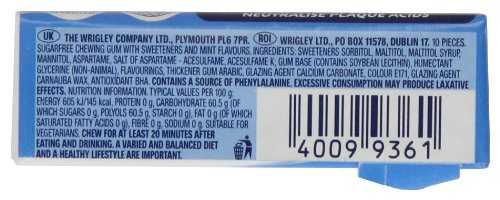 NEUTRALISE PLAQUE ACIDS
UK THE WRIGLEY COMPANY LTD., PLYMOUTH PL6 7PR. ROI WRIGLEY LTD., PO BOX 11578, DUBLIN 17. 10 PIECES.
SUGARFREE CHEWING GUM WITH SWEETENERS AND MINT FLAVOURS. INGREDIENTS: SWEETENERS SORBITOL, MALTITOL, MALTITOL SYRUP,
MANNITOL, ASPARTAME, SALT OF ASPARTAME - ACESULFAME, ACESULFAME K; GUM BASE (CONTAINS SOYBEAN LECITHIN), HUMECTANT
GLYCERINE (NON-ANIMAL), FLAVOURINGS, THICKENER GUM ARABIC, GLAZING AGENT CALCIUM CARBONATE, COLOUR E171, GLAZING AGENT
CARNAUBA WAX, ANTIOXIDANT BHA. CONTAINS A SOURCE OF PHENYLALANINE. EXCESSIVE CONSUMPTION MAY PRODUCE LAXATIVE
EFFECTS. NUTRITION INFORMATION. TYPICAL VALUES PER 100 g:
ENERGY 605 kJ/145 kcal, PROTEIN 0 g, CARBOHYDRATE 60.5 g (OF
WHICH SUGARS 0 g, POLYOLS 60.5 g, STARCH 0 g), FAT 0 g (OF WHICH
SATURATED FATTY ACIDS 0 g), FIBRE 0 g, SODIUM 0 g. SUITABLE FOR
VEGETARIANS. CHEW FOR AT LEAST 20 MINUTES AFTER
EATING AND DRINKING. A VARIED AND BALANCED DIET
AND A HEALTHY LIFESTYLE ARE IMPORTANT.
4009 9361